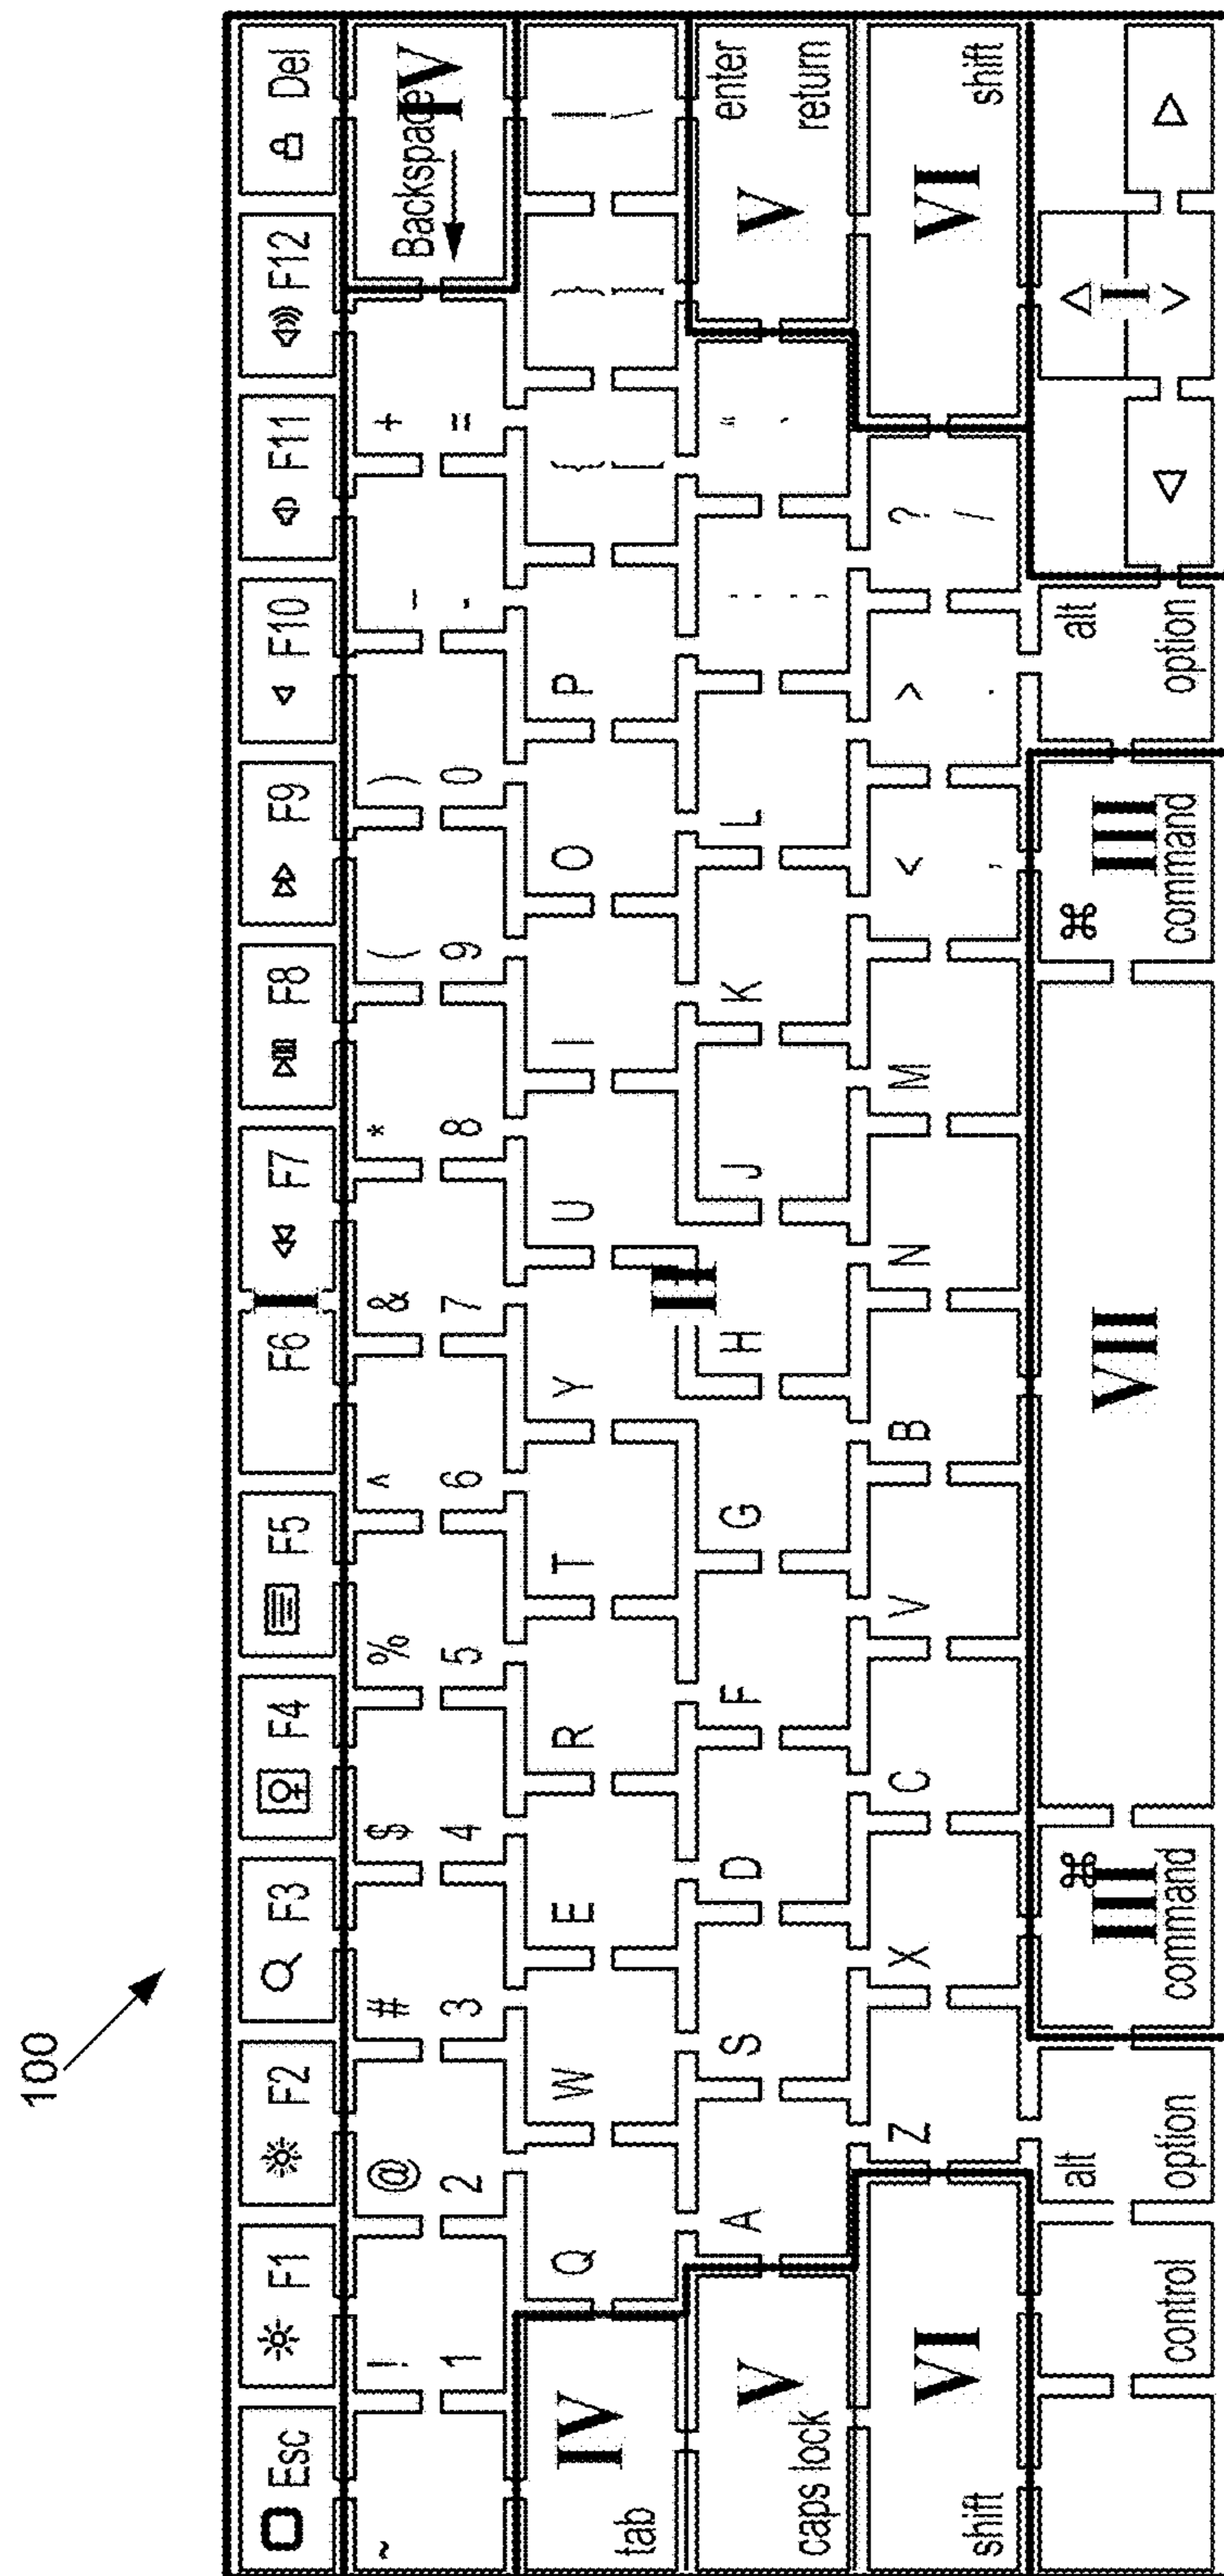 100
Esc F1 F2 F3 F4 F5 F6 F7 F8 F9 F10 F11 F12 Del
I
~ ! @ # $ % ^ & * ( ) _ + Backspace
1 2 3 4 5 6 7 8 9 0 - =
IV
tab Q W E R T Y U I O P { } |
[ ] \
IV
II
caps lock A S D F G H J K L : “ enter
; ‘ return
V V
shift Z X C V B N M < > ? shift
, . /
VI VI
control alt ⌘ ⌘ alt
option command command option
III VII III I